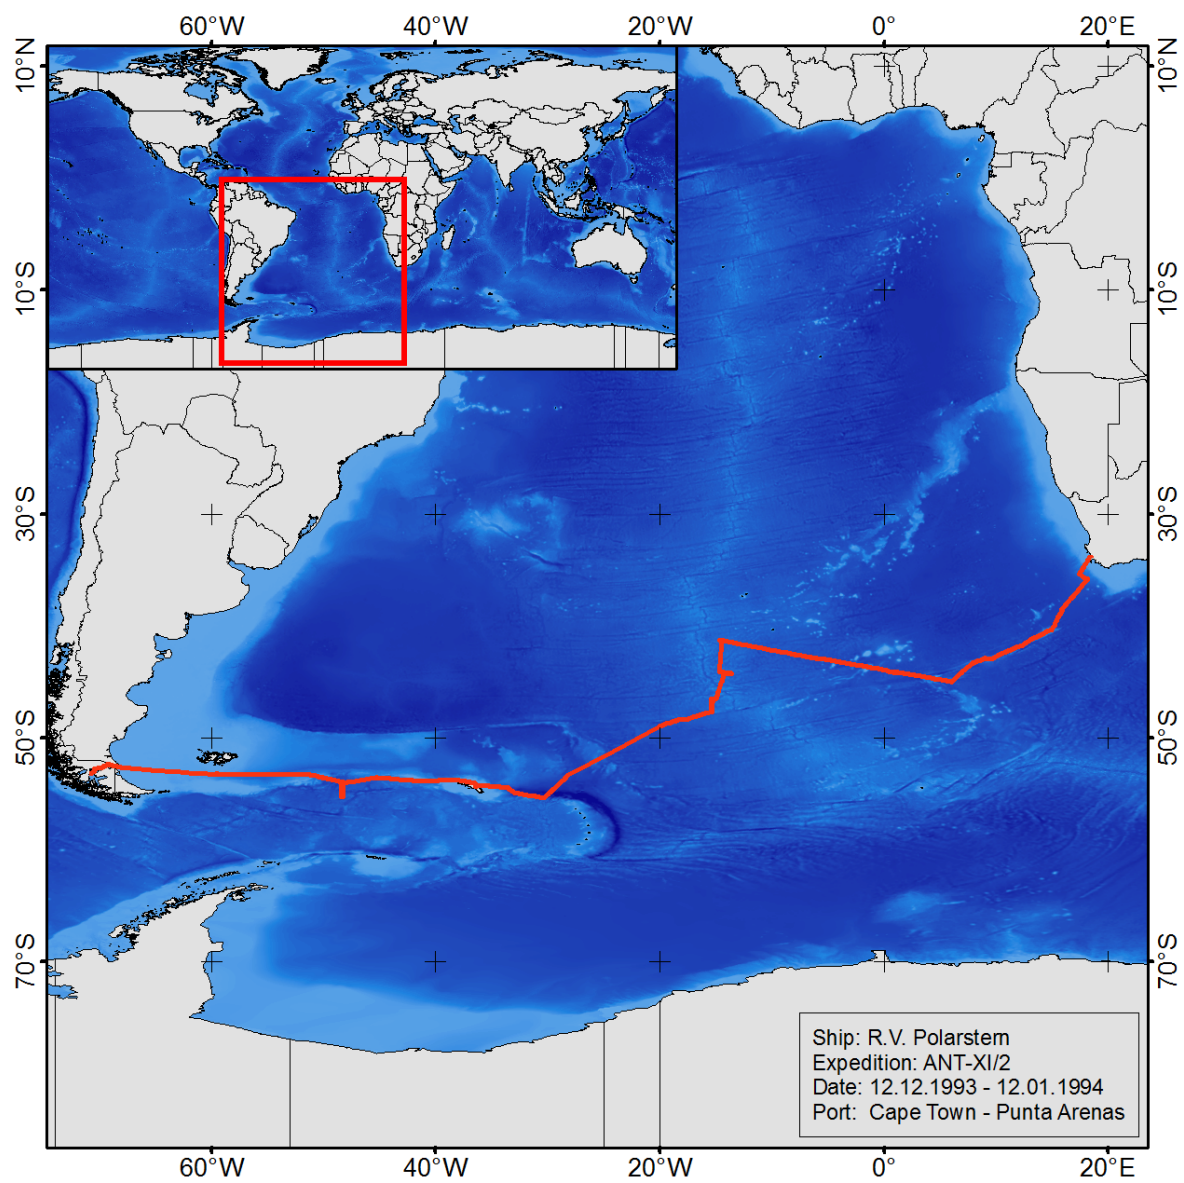 60°W 40°W 20°W 0° 20°E
10°N 10°N
10°S 10°S
30°S 30°S
50°S 50°S
70°S 70°S
Ship: R.V. Polarstern
Expedition: ANT-XI/2
Date: 12.12.1993 - 12.01.1994
Port: Cape Town - Punta Arenas
60°W 40°W 20°W 0° 20°E